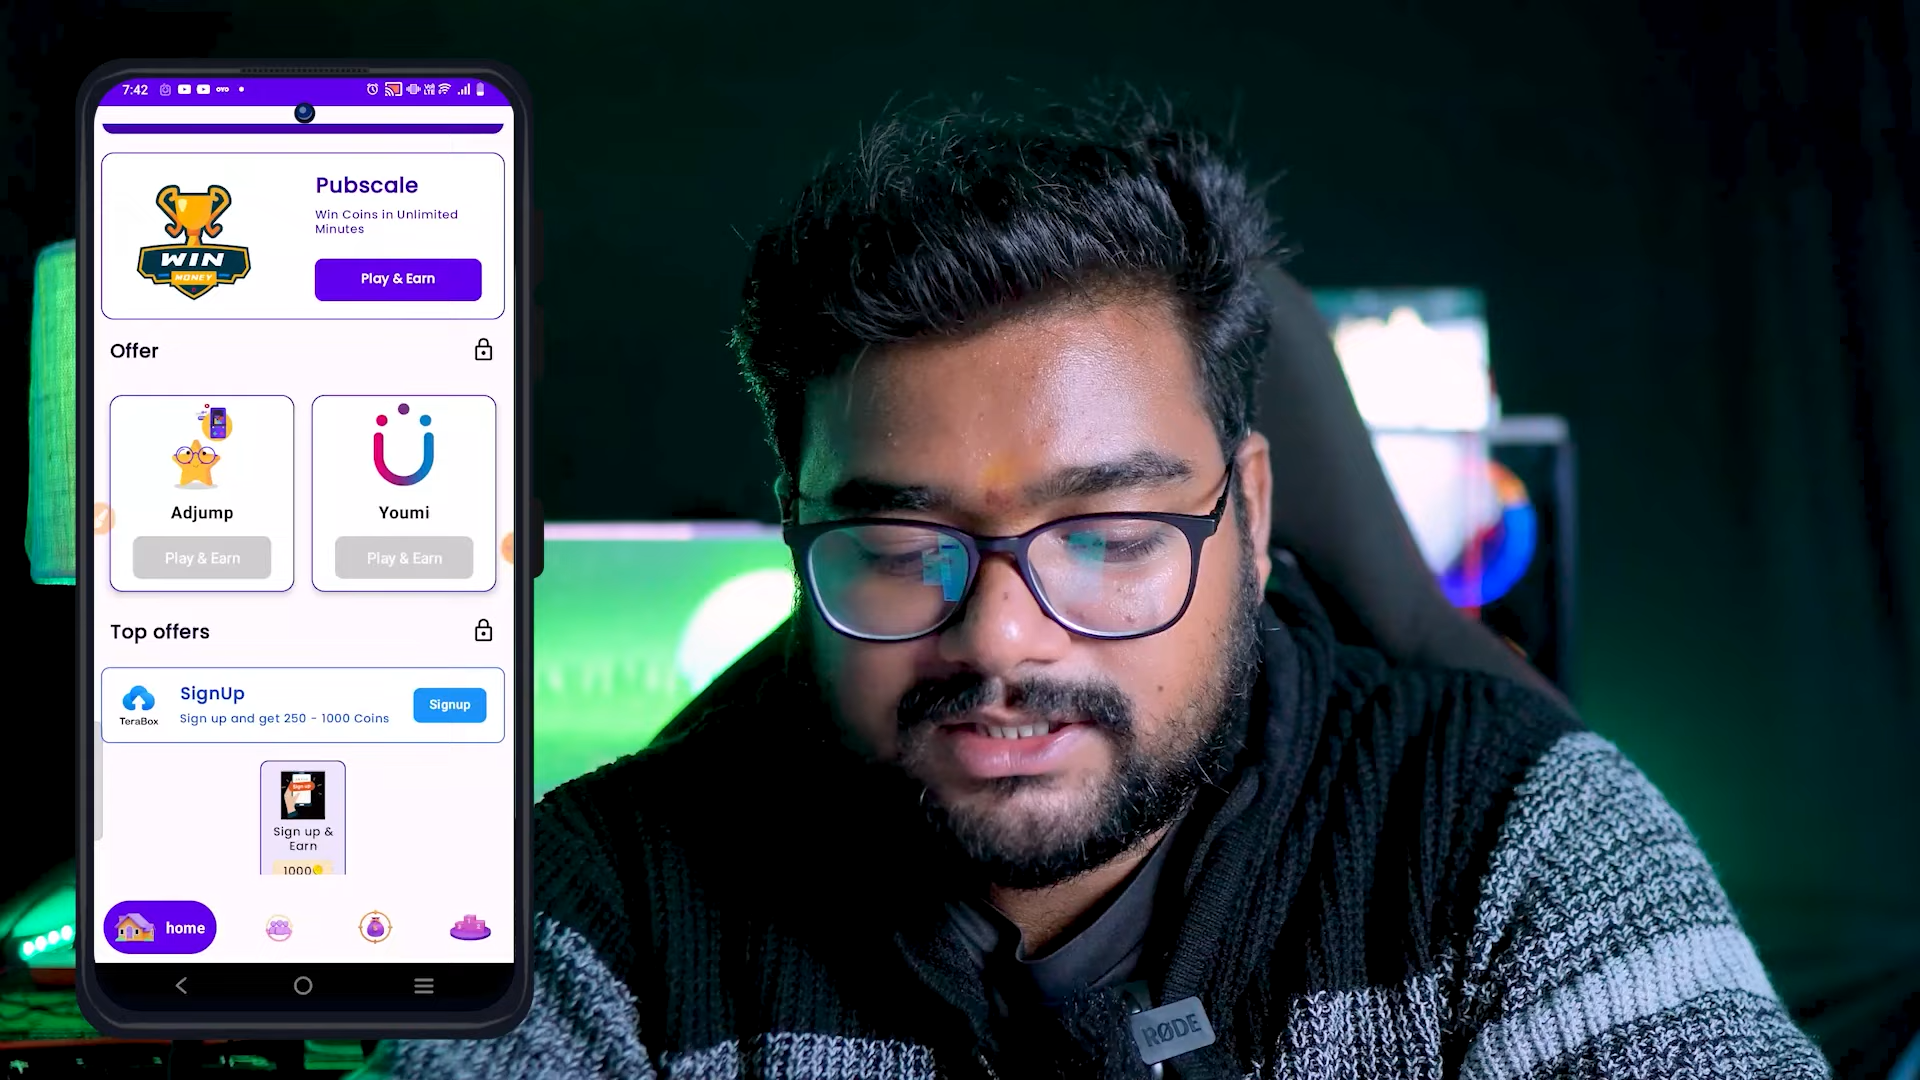 7:42
Pubscale
Win Coins in Unlimited
Minutes
WIN
MONEY
Play & Earn
Offer
Adjump
Youmi
Play & Earn
Play & Earn
Top offers
SignUp
Sign up and get 250 - 1000 Coins
TeraBox
Signup
Sign up &
Earn
1000
home
RØDE